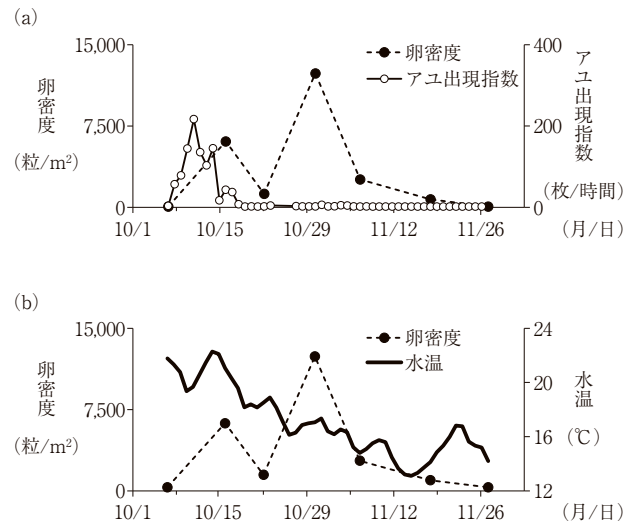 (a)
15,000
7,500
0
卵密度
(粒/m²)
卵密度
アユ出現指数
400
200
0
アユ出現指数
(枚/時間)
10/1
10/15
10/29
11/12
11/26
(月/日)
(b)
15,000
7,500
0
卵密度
(粒/m²)
卵密度
水温
24
22
18
16
12
水温
(℃)
10/1
10/15
10/29
11/12
11/26
(月/日)